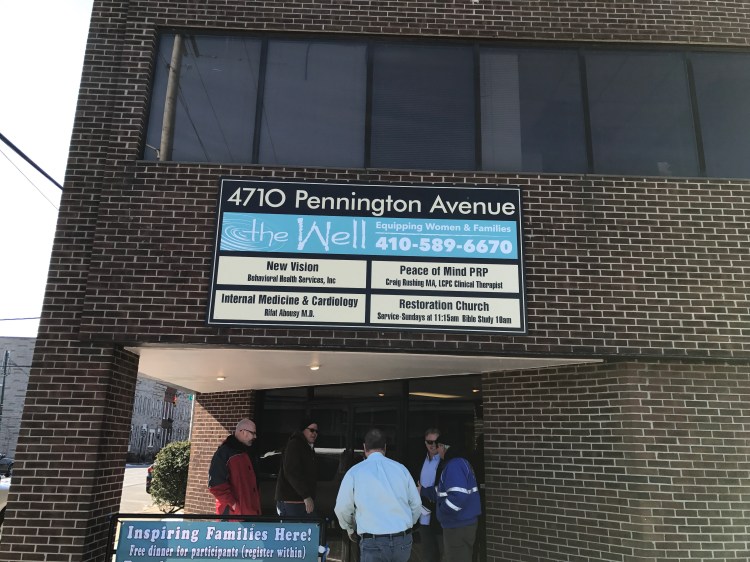 4710 Pennington Avenue
the Well
Equipping Women & Families
410-589-6670
New Vision
Behavioral Health Services, Inc
Peace of Mind PRP
Craig Rushing MA, LCPC Clinical Therapist
Internal Medicine & Cardiology
Rifat Abousy M.D.
Restoration Church
Service-Sundays at 11:15am Bible Study 10am
Inspiring Families Here!
Free dinner for participants (register within)